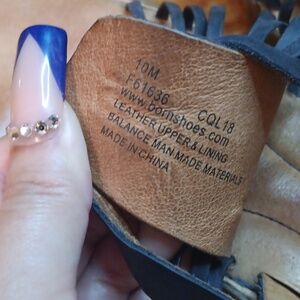 10M
F61636 CQL18
www.bornshoes.com
LEATHER UPPER & LINING
BALANCE MAN MADE MATERIALS
MADE IN CHINA